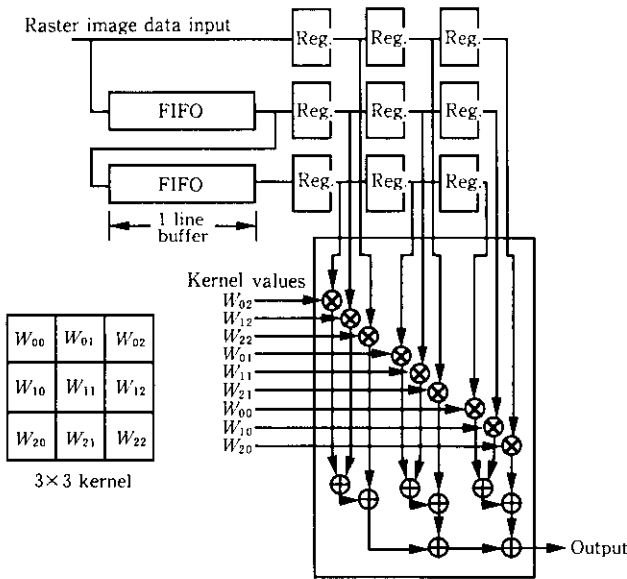 Raster image data input
Reg. Reg. Reg.
FIFO
Reg. Reg. Reg.
FIFO
Reg. Reg. Reg.
1 line
buffer
Kernel values
W02
W12
W22
W01
W11
W21
W00
W10
W20
W00 W01 W02
W10 W11 W12
W20 W21 W22
3×3 kernel
Output